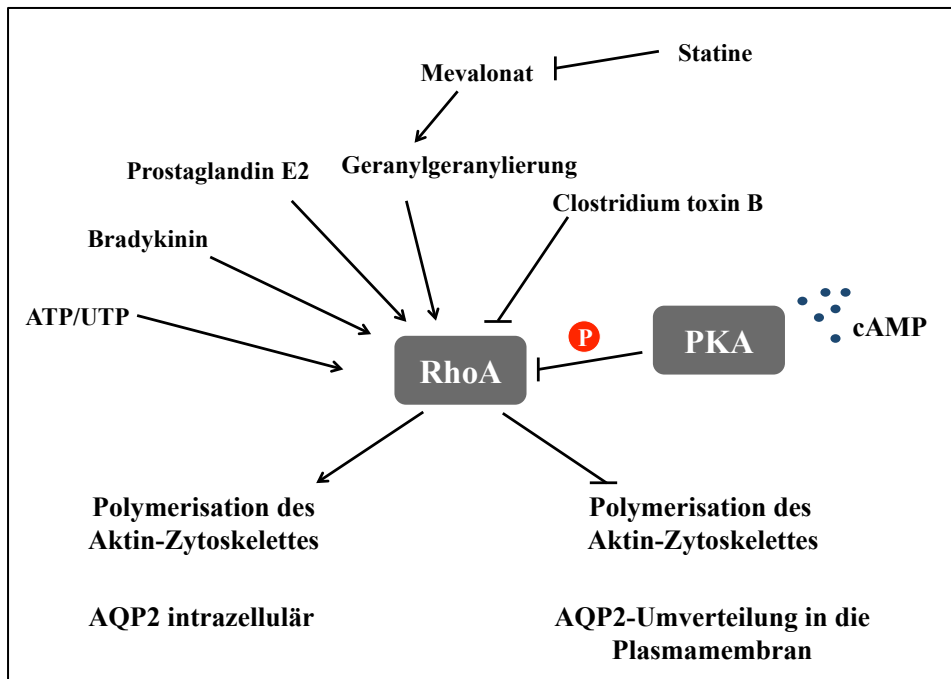 Statine
Mevalonat
Geranylgeranylierung
Prostaglandin E2
Clostridium toxin B
Bradykinin
ATP/UTP
P
PKA
cAMP
RhoA
Polymerisation des
Aktin-Zytoskelettes
AQP2 intrazellulär
Polymerisation des
Aktin-Zytoskelettes
AQP2-Umverteilung in die
Plasmamembran